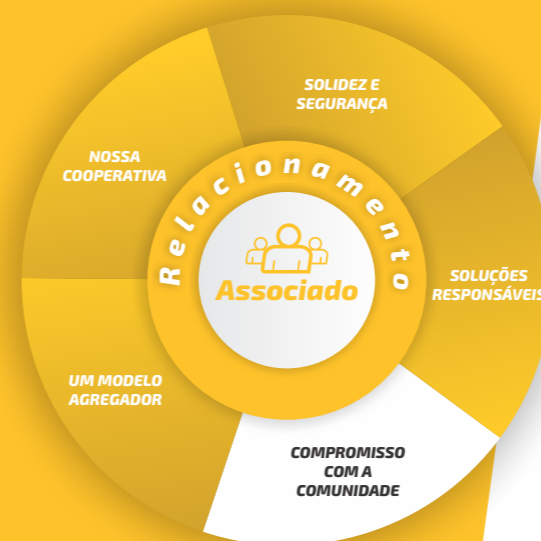 SOLIDEZ E
SEGURANÇA
NOSSA
COOPERATIVA
Relacionamento
Associado
SOLUÇÕES
RESPONSÁVEIS
UM MODELO
AGREGADOR
COMPROMISSO
COM A
COMUNIDADE